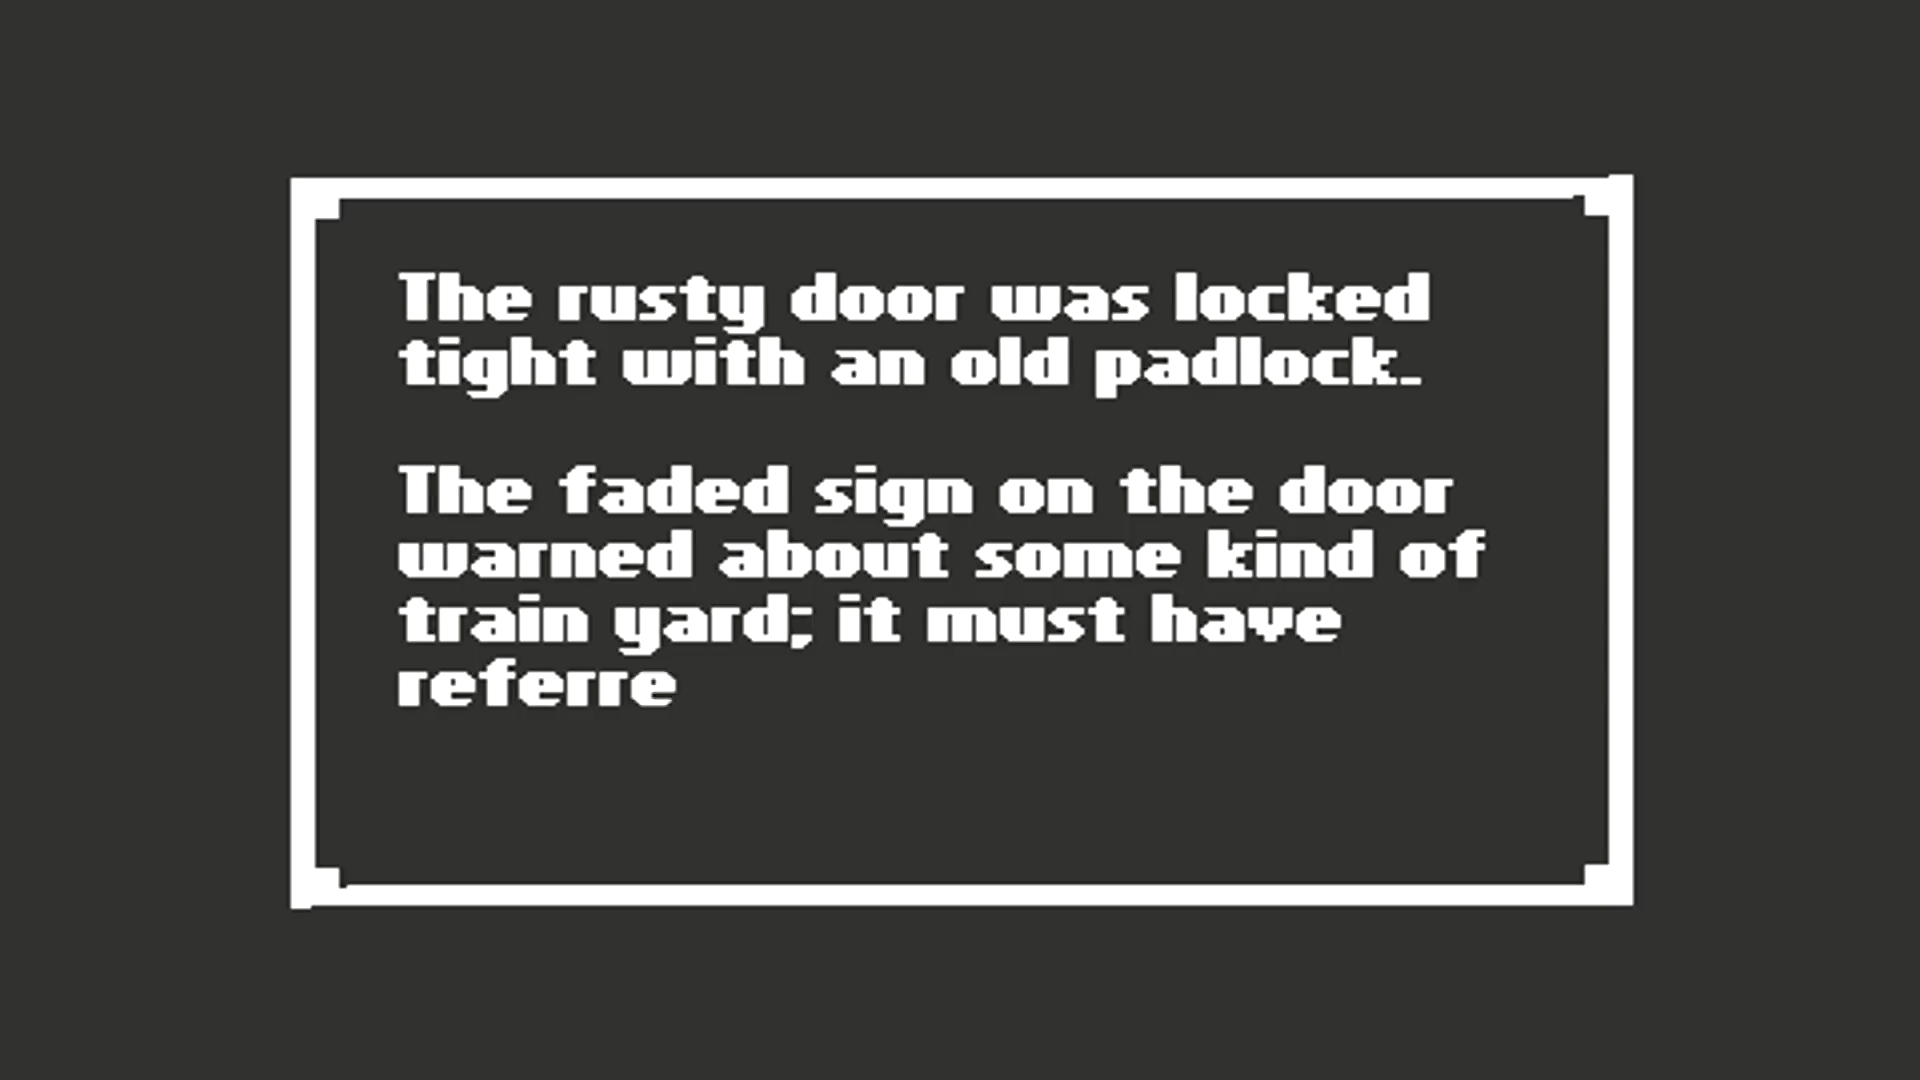 The rusty door was locked
tight with an old padlock.
The faded sign on the door
warned about some kind of
train yard; it must have
referre